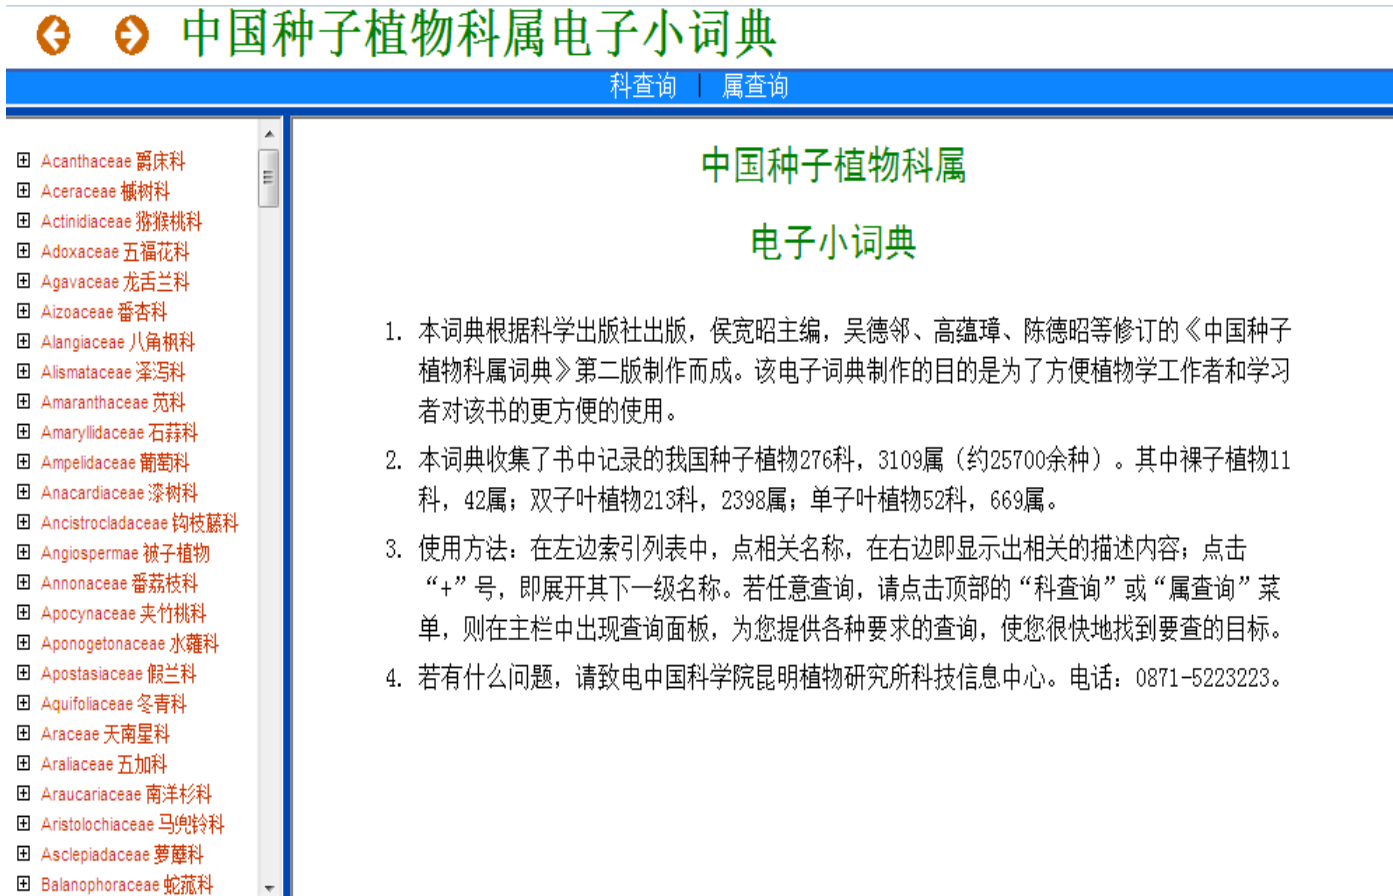 中国种子植物科属电子小词典
科查询 | 属查询
Acanthaceae 爵床科
Aceraceae 槭树科
Actinidiaceae 猕猴桃科
Adoxaceae 五福花科
Agavaceae 龙舌兰科
Aizoaceae 番杏科
Alangiaceae 八角枫科
Alismataceae 泽泻科
Amaranthaceae 苋科
Amaryllidaceae 石蒜科
Ampelidaceae 葡萄科
Anacardiaceae 漆树科
Ancistrocladaceae 钩枝藤科
Angiospermae 被子植物
Annonaceae 番荔枝科
Apocynaceae 夹竹桃科
Aponogetonaceae 水蕹科
Apostasiaceae 假兰科
Aquifoliaceae 冬青科
Araceae 天南星科
Araliaceae 五加科
Araucariaceae 南洋杉科
Aristolochiaceae 马兜铃科
Asclepiadaceae 萝藦科
Balanophoraceae 蛇菰科
中国种子植物科属
电子小词典
1. 本词典根据科学出版社出版，侯宽昭主编，吴德邻、高蕴璋、陈德昭等修订的《中国种子
植物科属词典》第二版制作而成。该电子词典制作的目的是为了方便植物学工作者和学习
者对该书的更方便的使用。
2. 本词典收集了书中记录的我国种子植物276科，3109属（约25700余种）。其中裸子植物11
科，42属；双子叶植物213科，2398属；单子叶植物52科，669属。
3. 使用方法：在左边索引列表中，点相关名称，在右边即显示出相关的描述内容；点击
“+”号，即展开其下一级名称。若任意查询，请点击顶部的“科查询”或“属查询”菜
单，则在主栏中出现查询面板，为您提供各种要求的查询，使您很快地找到要查的目标。
4. 若有什么问题，请致电中国科学院昆明植物研究所科技信息中心。电话：0871-5223223。